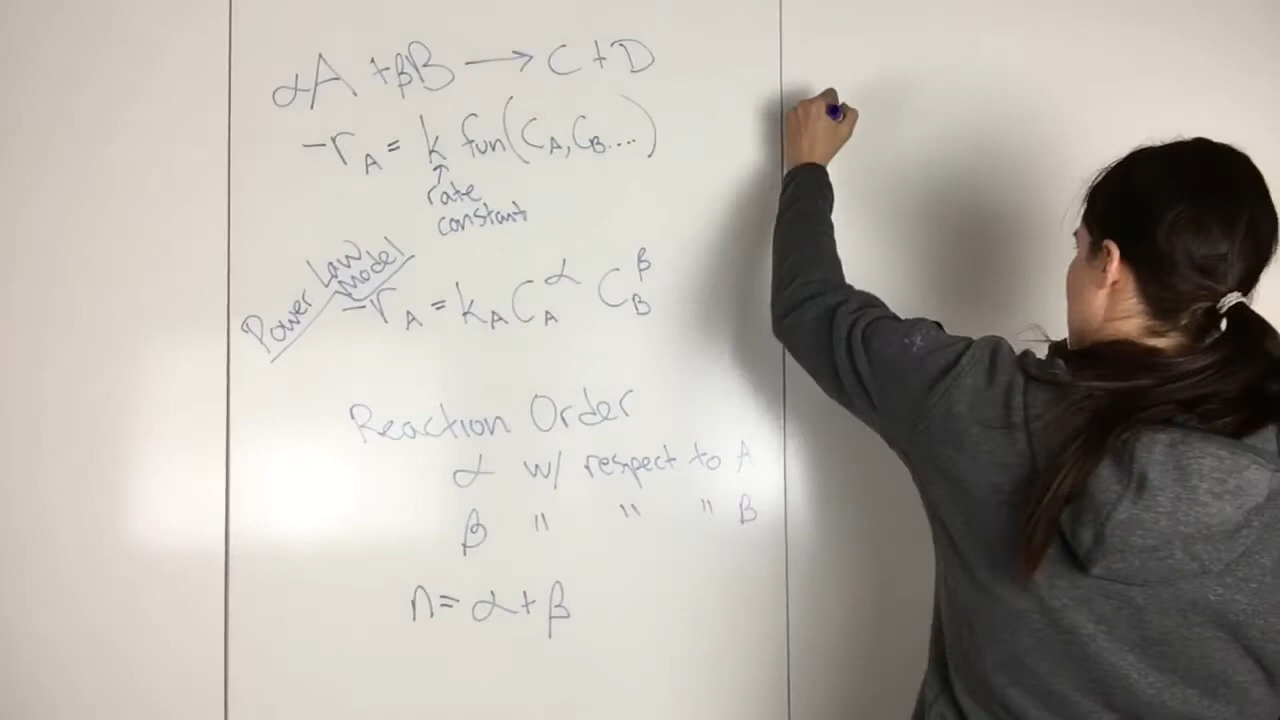 αA + βB → C + D
-r_A = k fun(C_A, C_B....)
↑
rate
constant
Power Law
Model
-r_A = k_A C_A^α C_B^β
Reaction Order
α w/ respect to A
β " " " B
n = α + β